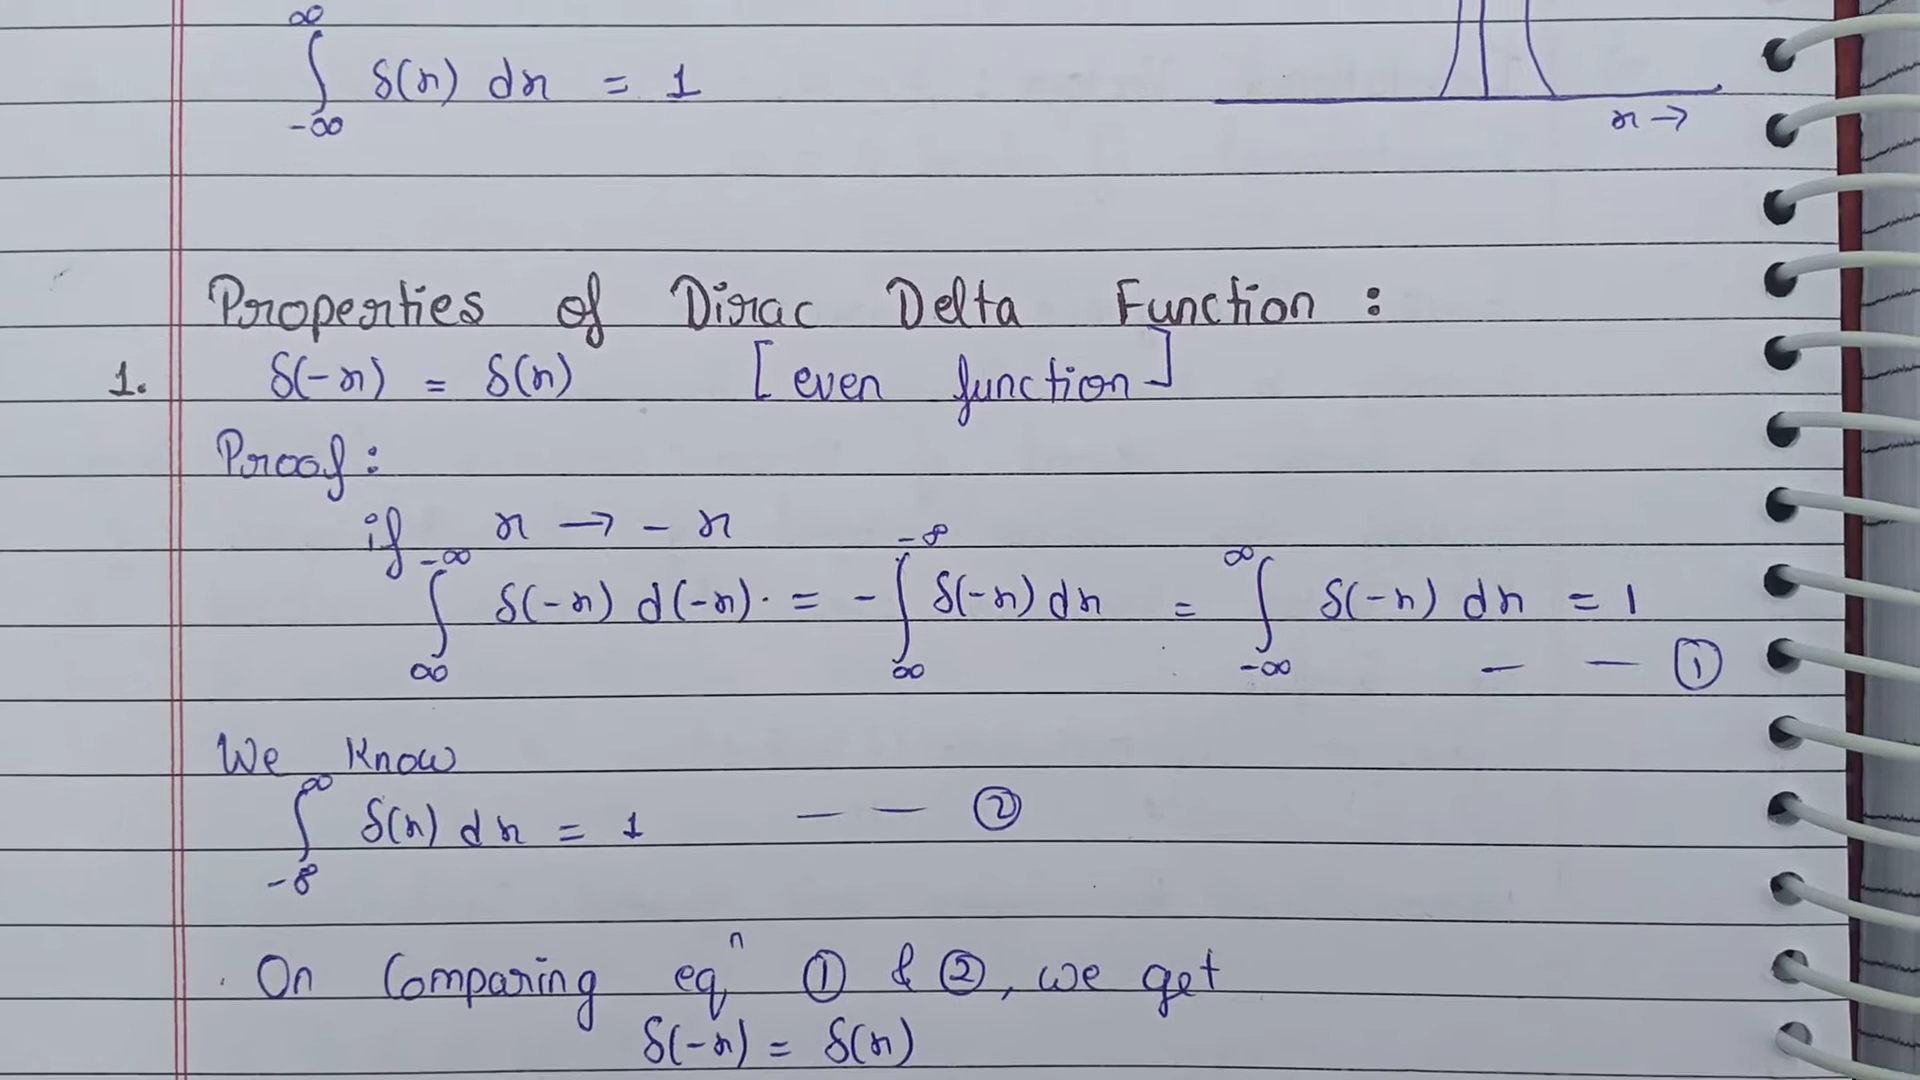 ∫_{-∞}^{∞} δ(x) dx = 1
x →
Properties of Dirac Delta Function :
1. δ(-x) = δ(x) [even function]
Proof :
if x → - x
∫_{∞}^{-∞} δ(-x) d(-x) · = - ∫_{∞}^{-∞} δ(-x) dx = ∫_{-∞}^{∞} δ(-x) dx = 1
— — ①
We Know
∫_{-∞}^{∞} δ(x) dx = 1 — — ②
On Comparing eqⁿ ① & ②, we get
δ(-x) = δ(x)